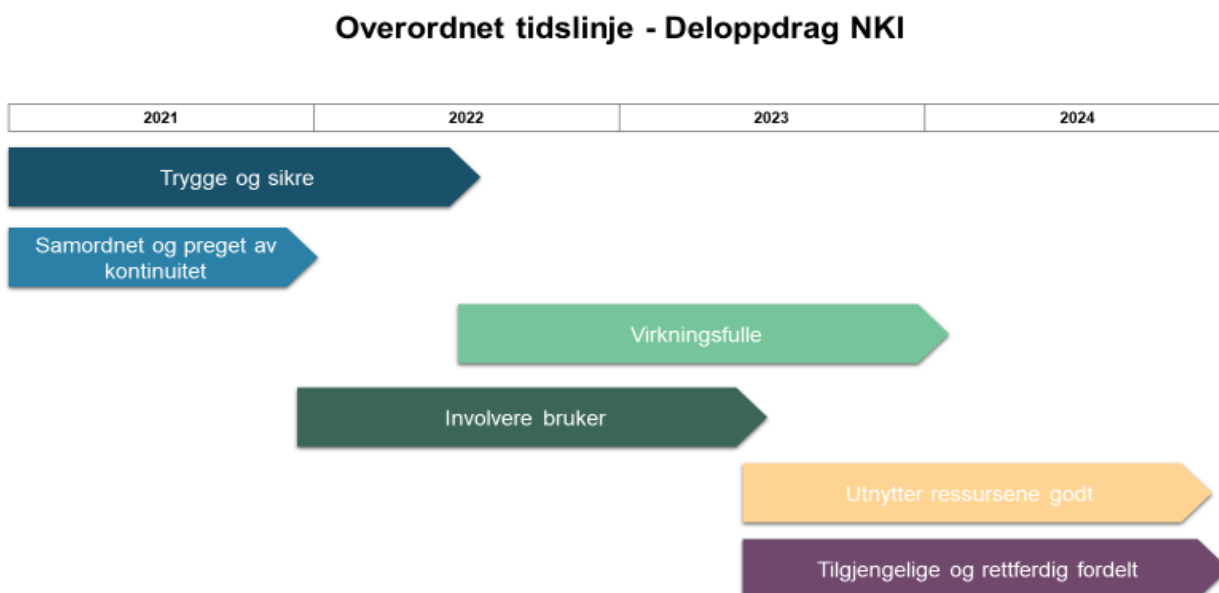 Overordnet tidslinje - Deloppdrag NKI
2021 2022 2023 2024
Trygge og sikre
Samordnet og preget av
kontinuitet
Virkningsfulle
Involvere bruker
Utnytter ressursene godt
Tilgjengelige og rettferdig fordelt